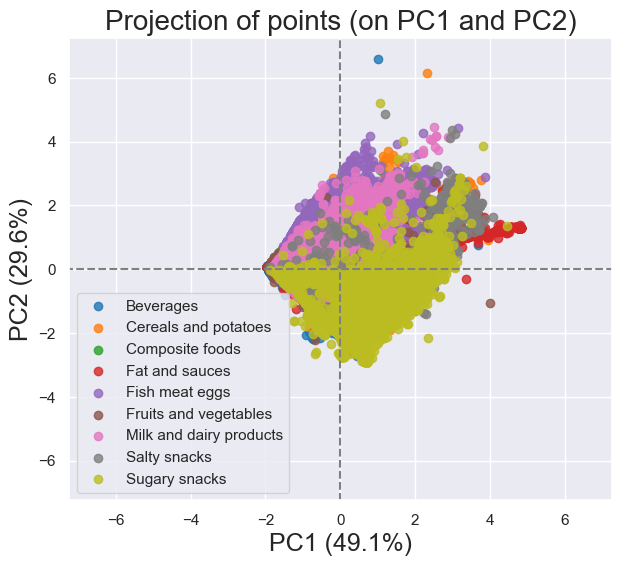 Projection of points (on PC1 and PC2)
PC2 (29.6%)
6
4
2
0
−2
−4
−6
Beverages
Cereals and potatoes
Composite foods
Fat and sauces
Fish meat eggs
Fruits and vegetables
Milk and dairy products
Salty snacks
Sugary snacks
−6 −4 −2 0 2 4 6
PC1 (49.1%)